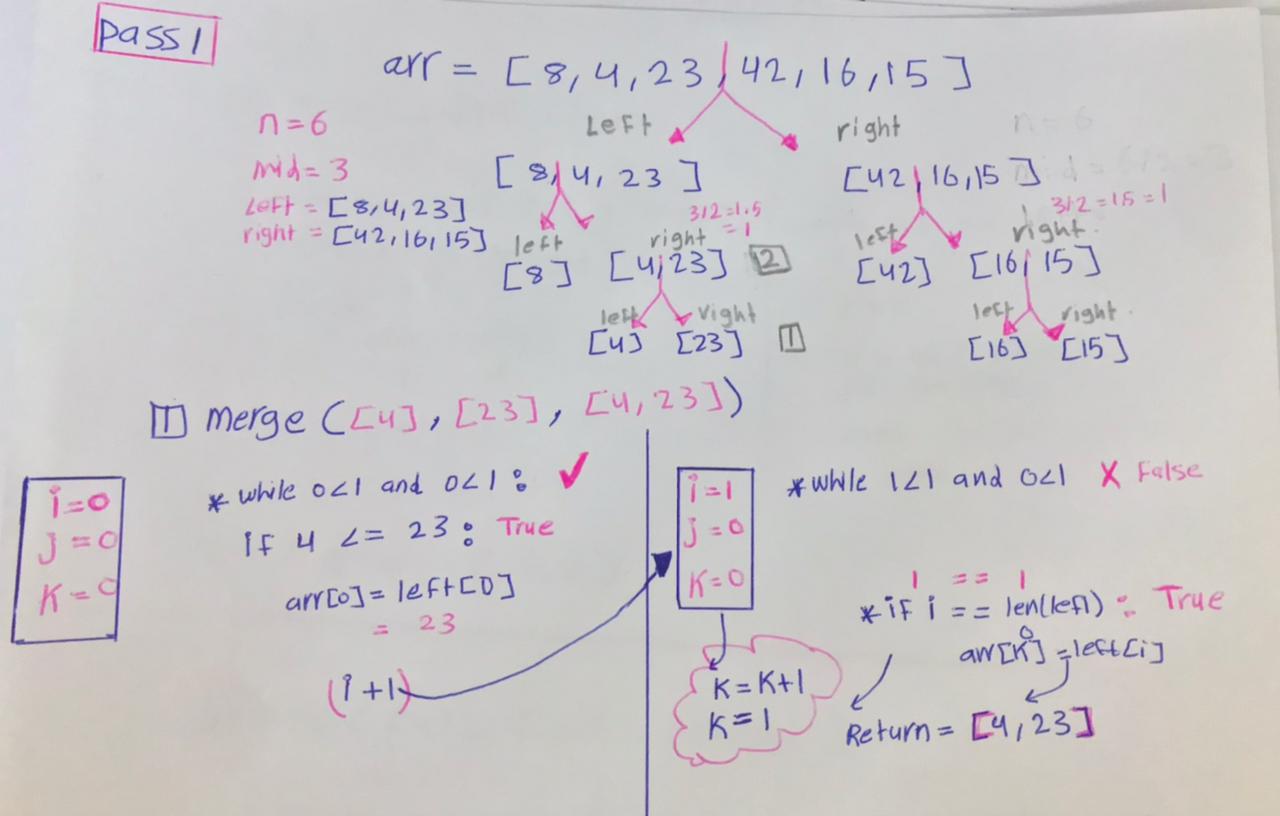 Pass 1
arr = [8, 4, 23, 42, 16, 15]
n=6
mid= 3
Left = [8,4,23]
right = [42,16,15]
Left
right
[8, 4, 23]
[42, 16,15]
3/2=1.5
= 1
3/2=1.5=1
left
right
[8]
[4,23]
2
left
right
[42]
[16, 15]
left
right
[4]
[23]
1
left
right
[16]
[15]
n=6
1 merge ([4], [23], [4,23])
i=0
j=0
K=0
* while 0<1 and 0<1 :
if 4 <= 23 : True
arr[0] = left[0]
= 23
(i+1)
i=1
j=0
K=0
K=K+1
K=1
* while 1<1 and 0<1 X False
1 == 1
* if i == len(left) : True
0
arr[K] = left[i]
Return = [4,23]